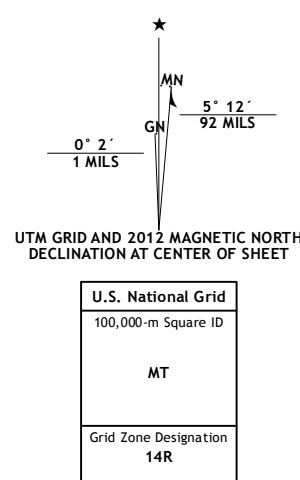 ★
MN
GN
5° 12´
92 MILS
0° 2´
1 MILS
UTM GRID AND 2012 MAGNETIC NORTH
DECLINATION AT CENTER OF SHEET
U.S. National Grid
100,000-m Square ID
MT
Grid Zone Designation
14R